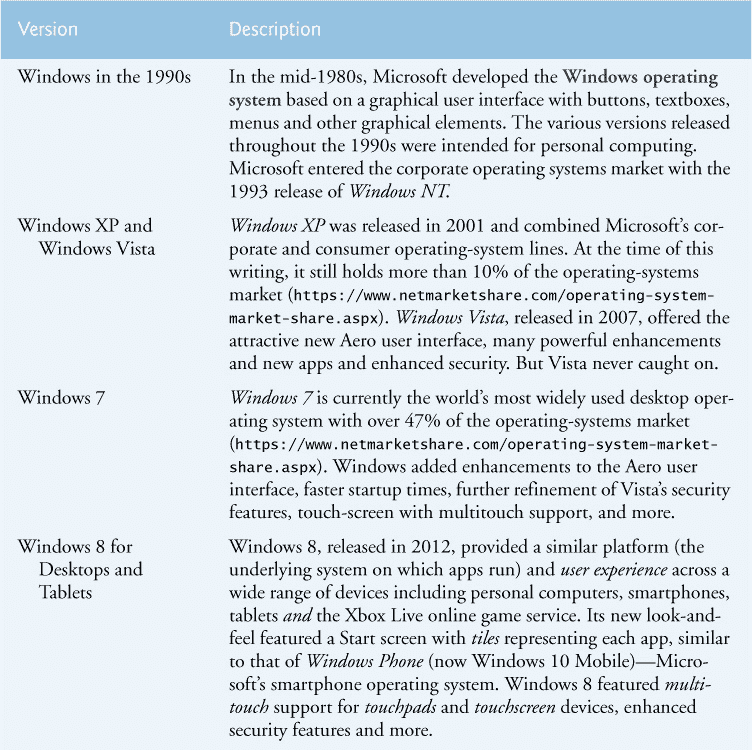 Version Description
Windows in the 1990s In the mid-1980s, Microsoft developed the Windows operating
system based on a graphical user interface with buttons, textboxes,
menus and other graphical elements. The various versions released
throughout the 1990s were intended for personal computing.
Microsoft entered the corporate operating systems market with the
1993 release of Windows NT.
Windows XP and Windows XP was released in 2001 and combined Microsoft’s cor-
Windows Vista porate and consumer operating-system lines. At the time of this
writing, it still holds more than 10% of the operating-systems
market (https://www.netmarketshare.com/operating-system-
market-share.aspx). Windows Vista, released in 2007, offered the
attractive new Aero user interface, many powerful enhancements
and new apps and enhanced security. But Vista never caught on.
Windows 7 Windows 7 is currently the world’s most widely used desktop oper-
ating system with over 47% of the operating-systems market
(https://www.netmarketshare.com/operating-system-market-
share.aspx). Windows added enhancements to the Aero user
interface, faster startup times, further refinement of Vista’s security
features, touch-screen with multitouch support, and more.
Windows 8 for Windows 8, released in 2012, provided a similar platform (the
Desktops and underlying system on which apps run) and user experience across a
Tablets wide range of devices including personal computers, smartphones,
tablets and the Xbox Live online game service. Its new look-and-
feel featured a Start screen with tiles representing each app, similar
to that of Windows Phone (now Windows 10 Mobile)—Micro-
soft’s smartphone operating system. Windows 8 featured multi-
touch support for touchpads and touchscreen devices, enhanced
security features and more.